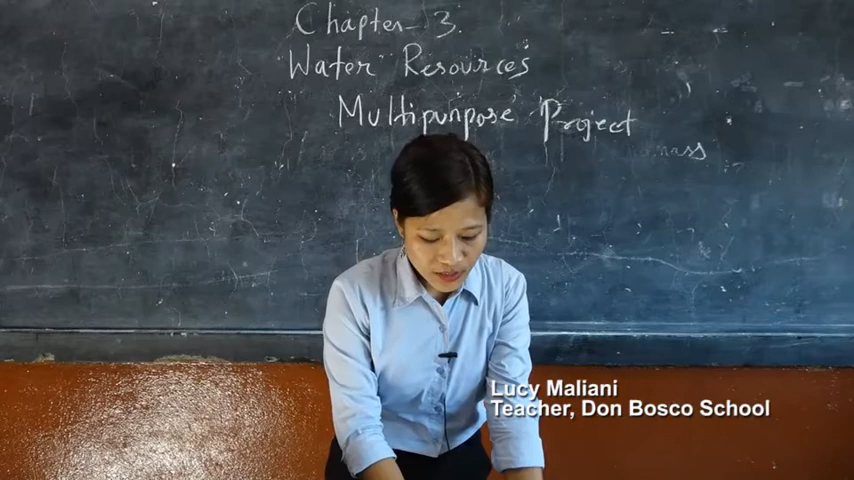 Chapter - 3
Water Resources
Multipurpose Project
Lucy Maliani
Teacher, Don Bosco School